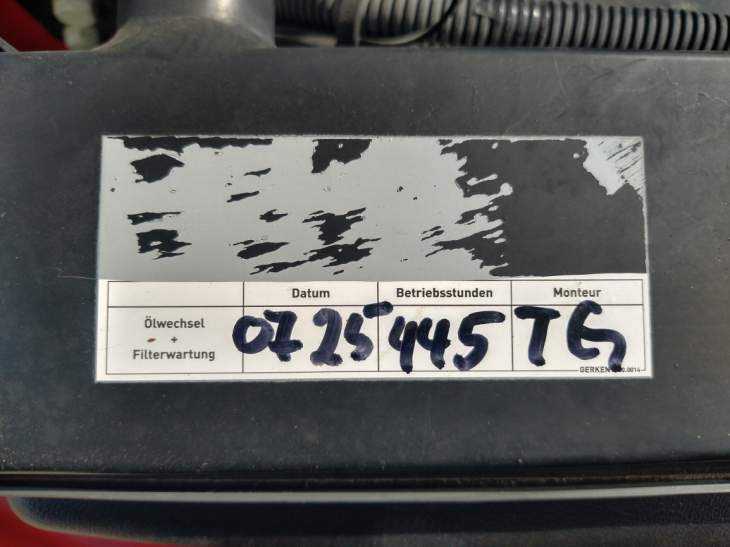 Datum Betriebsstunden Monteur
Ölwechsel
+
Filterwartung
07 25 445 TG
GERKEN